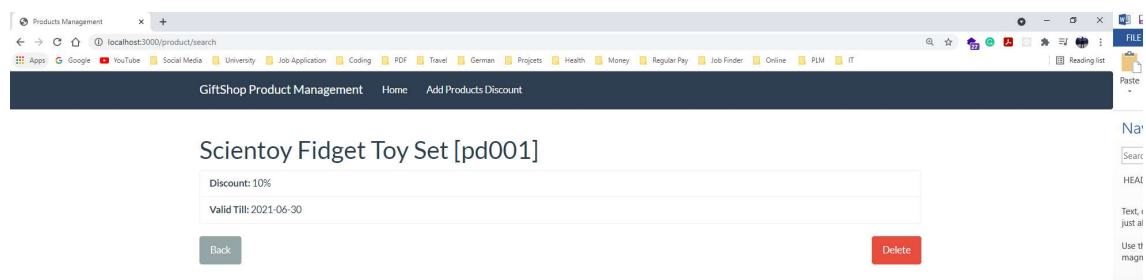 Products Management
localhost:3000/product/search
Apps Google YouTube Social Media University Job Application Coding PDF Travel German Projcets Health Money Regular Pay Job Finder Online PLM IT Reading list
FILE
Paste
GiftShop Product Management Home Add Products Discount
Nav
Searc
HEAD
Scientoy Fidget Toy Set [pd001]
Discount: 10%
Valid Till: 2021-06-30
Text,
just al
Back Delete
Use th
magn